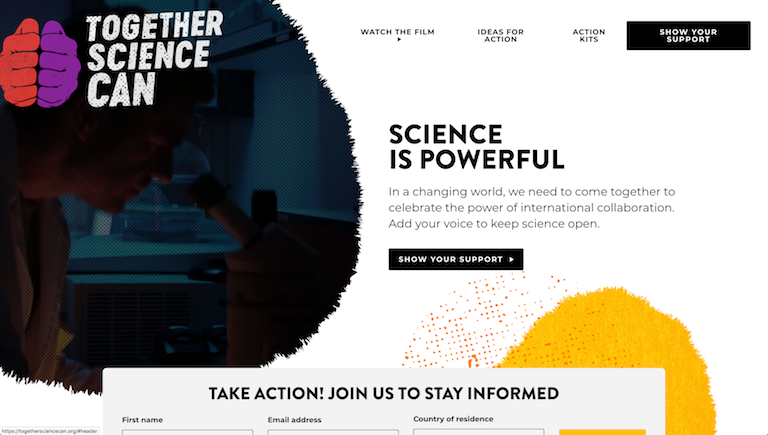 TOGETHER
SCIENCE
CAN
WATCH THE FILM
IDEAS FOR
ACTION
ACTION
KITS
SHOW YOUR
SUPPORT
SCIENCE
IS POWERFUL
In a changing world, we need to come together to
celebrate the power of international collaboration.
Add your voice to keep science open.
SHOW YOUR SUPPORT
TAKE ACTION! JOIN US TO STAY INFORMED
First name
Email address
Country of residence
https://togethersciencecan.org/#header